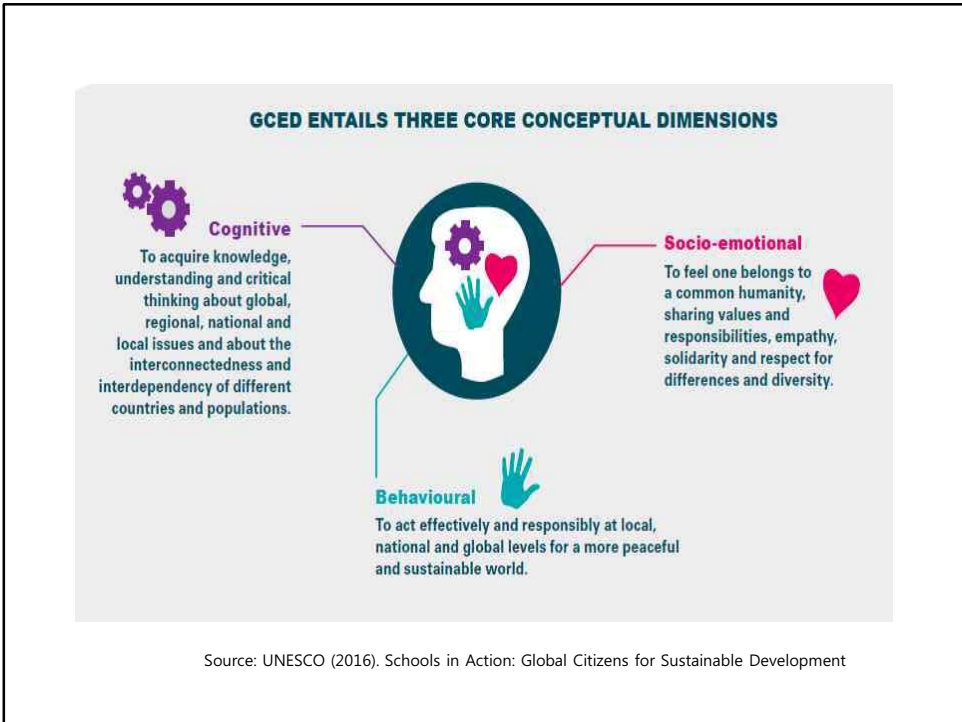 GCED ENTAILS THREE CORE CONCEPTUAL DIMENSIONS
Cognitive
To acquire knowledge,
understanding and critical
thinking about global,
regional, national and
local issues and about the
interconnectedness and
interdependency of different
countries and populations.
Socio-emotional
To feel one belongs to
a common humanity,
sharing values and
responsibilities, empathy,
solidarity and respect for
differences and diversity.
Behavioural
To act effectively and responsibly at local,
national and global levels for a more peaceful
and sustainable world.
Source: UNESCO (2016). Schools in Action: Global Citizens for Sustainable Development